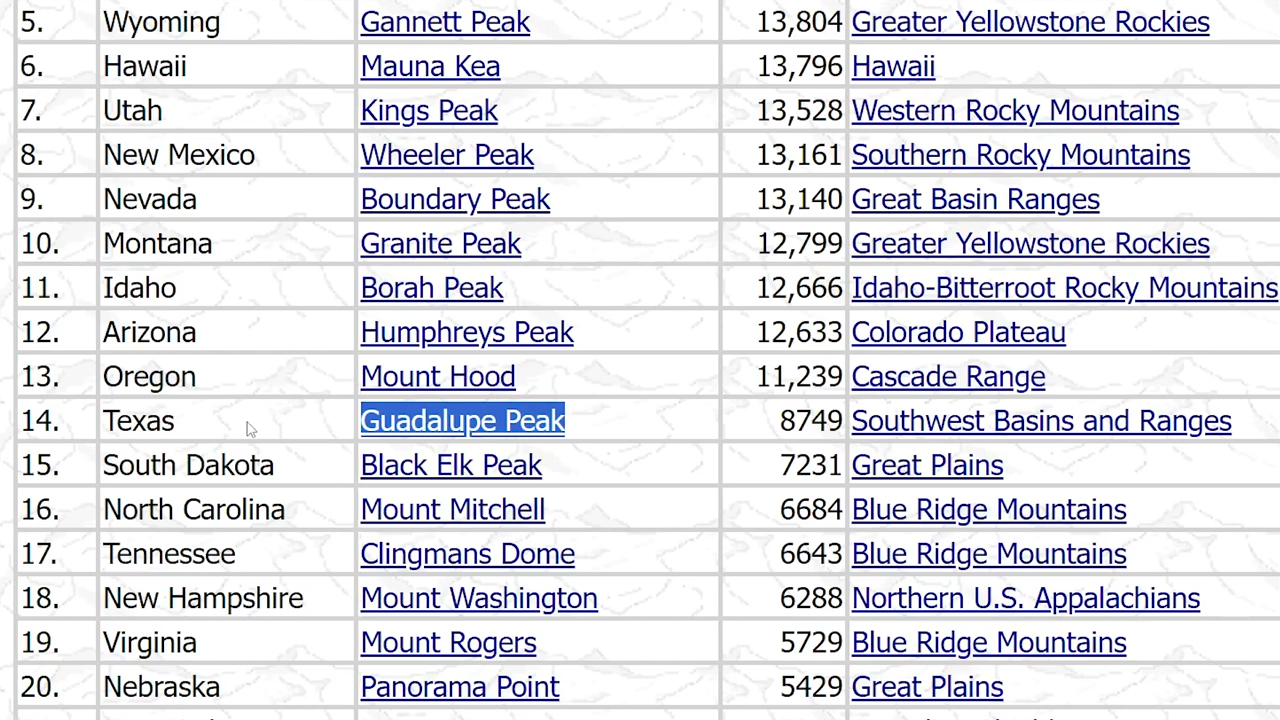 5. Wyoming Gannett Peak 13,804 Greater Yellowstone Rockies
6. Hawaii Mauna Kea 13,796 Hawaii
7. Utah Kings Peak 13,528 Western Rocky Mountains
8. New Mexico Wheeler Peak 13,161 Southern Rocky Mountains
9. Nevada Boundary Peak 13,140 Great Basin Ranges
10. Montana Granite Peak 12,799 Greater Yellowstone Rockies
11. Idaho Borah Peak 12,666 Idaho-Bitterroot Rocky Mountains
12. Arizona Humphreys Peak 12,633 Colorado Plateau
13. Oregon Mount Hood 11,239 Cascade Range
14. Texas Guadalupe Peak 8749 Southwest Basins and Ranges
15. South Dakota Black Elk Peak 7231 Great Plains
16. North Carolina Mount Mitchell 6684 Blue Ridge Mountains
17. Tennessee Clingmans Dome 6643 Blue Ridge Mountains
18. New Hampshire Mount Washington 6288 Northern U.S. Appalachians
19. Virginia Mount Rogers 5729 Blue Ridge Mountains
20. Nebraska Panorama Point 5429 Great Plains